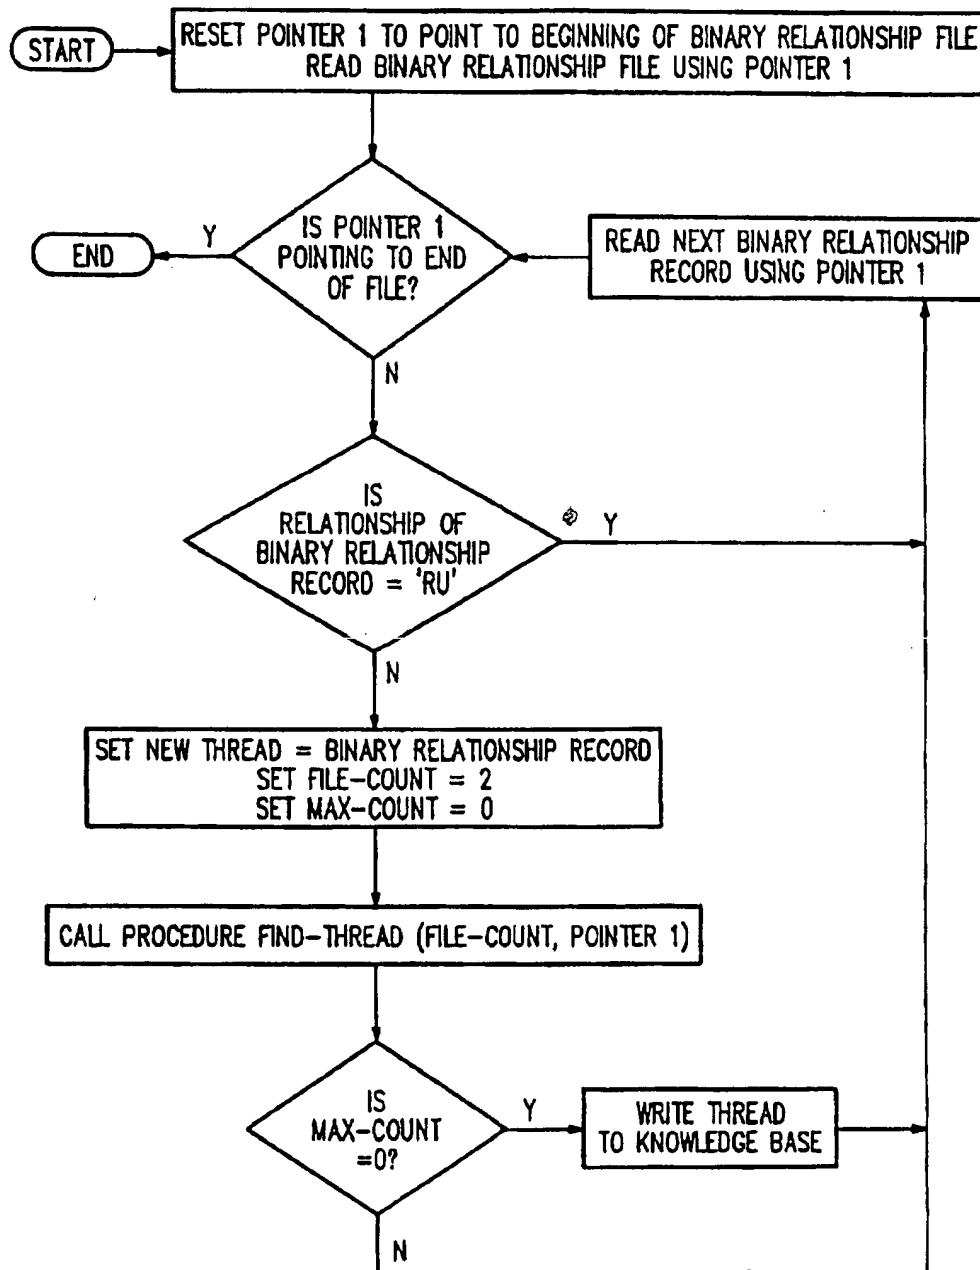 START
RESET POINTER 1 TO POINT TO BEGINNING OF BINARY RELATIONSHIP FILE
READ BINARY RELATIONSHIP FILE USING POINTER 1
IS POINTER 1
POINTING TO END
OF FILE?
Y
END
READ NEXT BINARY RELATIONSHIP
RECORD USING POINTER 1
N
IS
RELATIONSHIP OF
BINARY RELATIONSHIP
RECORD = 'RU'
Y
N
SET NEW THREAD = BINARY RELATIONSHIP RECORD
SET FILE-COUNT = 2
SET MAX-COUNT = 0
CALL PROCEDURE FIND-THREAD (FILE-COUNT, POINTER 1)
IS
MAX-COUNT
=0?
Y
WRITE THREAD
TO KNOWLEDGE BASE
N